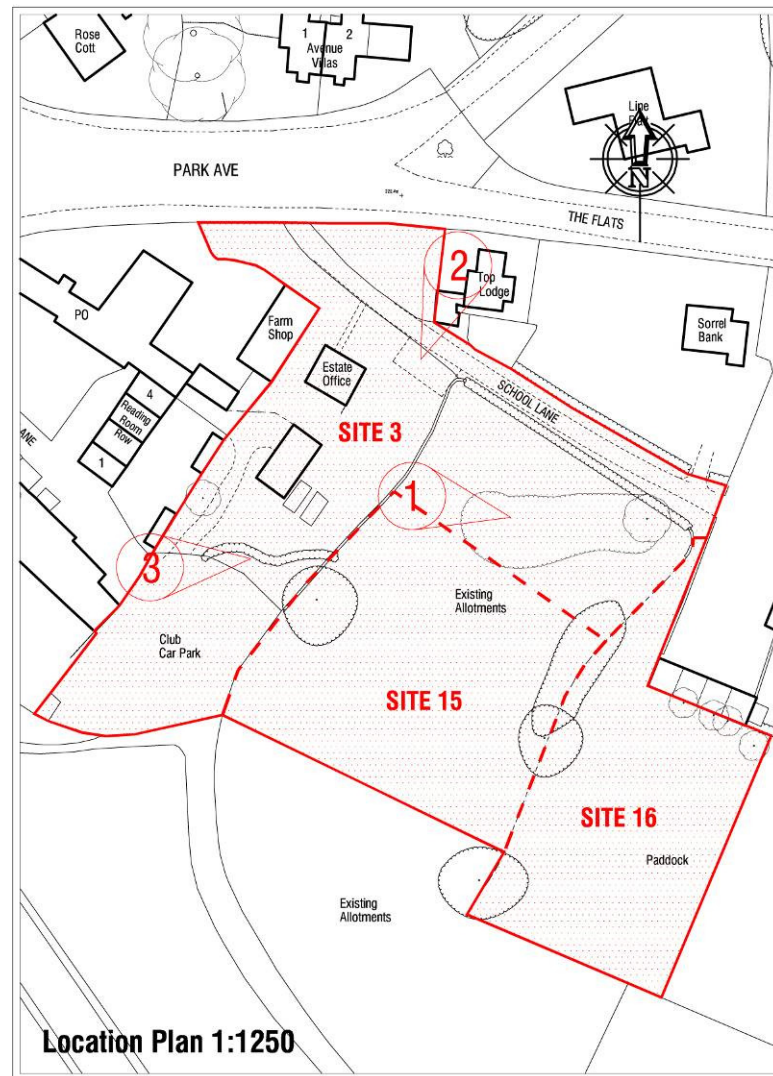 Rose
Cott
1
2
Avenue
Villas
PARK AVE
N
THE FLATS
2
Top
Lodge
Sorrel
Bank
PO
Farm
Shop
Estate
Office
SCHOOL LANE
4
Reading
Room
Row
1
ANE
SITE 3
1
3
Existing
Allotments
Club
Car Park
SITE 15
SITE 16
Paddock
Existing
Allotments
Location Plan 1:1250